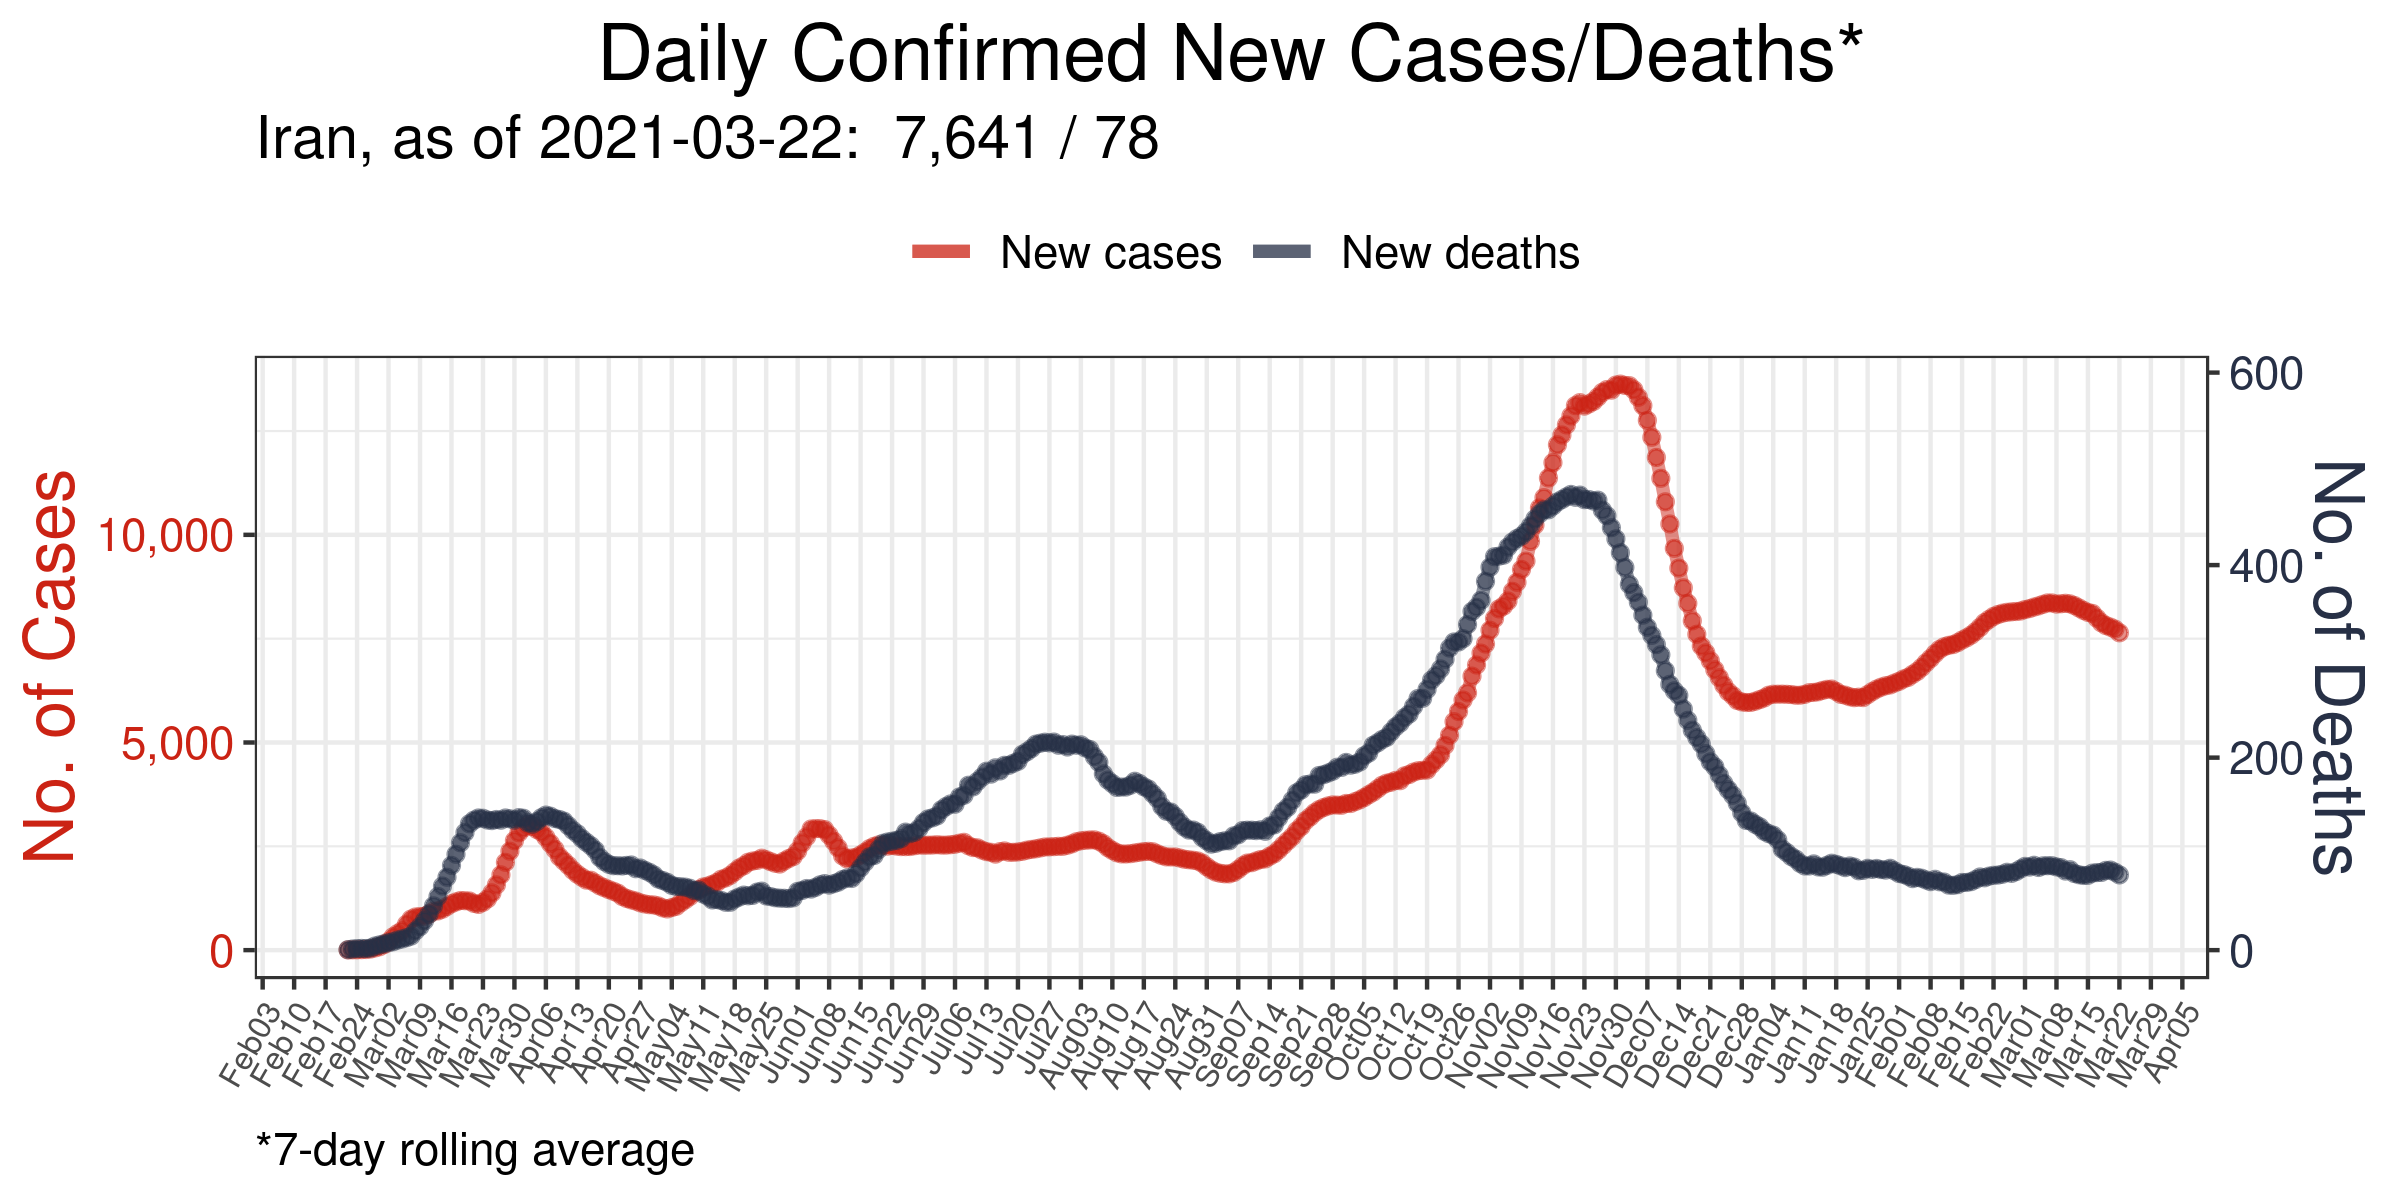 Daily Confirmed New Cases/Deaths*
Iran, as of 2021-03-22:  7,641 / 78
New cases
New deaths
No. of Cases
10,000
5,000
0
600
400
200
0
No. of Deaths
Feb03
Feb10
Feb17
Feb24
Mar02
Mar09
Mar16
Mar23
Mar30
Apr06
Apr13
Apr20
Apr27
May04
May11
May18
May25
Jun01
Jun08
Jun15
Jun22
Jun29
Jul06
Jul13
Jul20
Jul27
Aug03
Aug10
Aug17
Aug24
Aug31
Sep07
Sep14
Sep21
Sep28
Oct05
Oct12
Oct19
Oct26
Nov02
Nov09
Nov16
Nov23
Nov30
Dec07
Dec14
Dec21
Dec28
Jan04
Jan11
Jan18
Jan25
Feb01
Feb08
Feb15
Feb22
Mar01
Mar08
Mar15
Mar22
Mar29
Apr05
*7-day rolling average